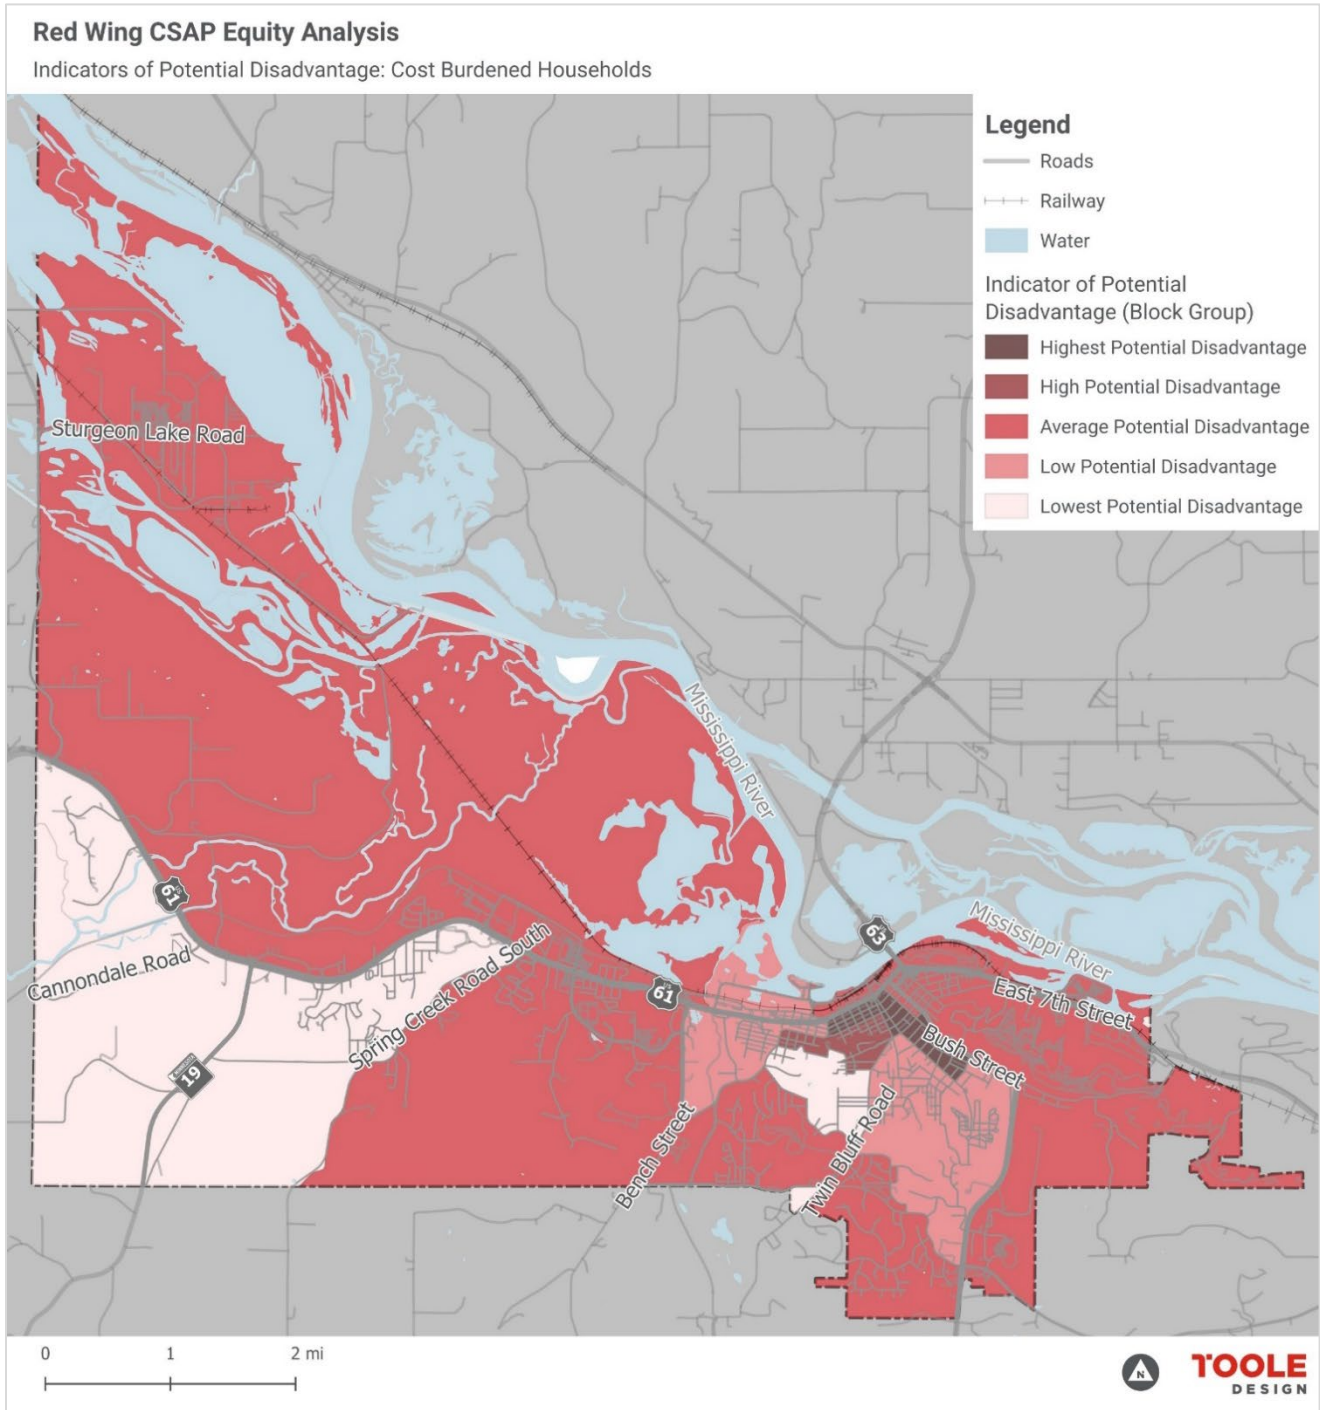 Red Wing CSAP Equity Analysis
Indicators of Potential Disadvantage: Cost Burdened Households
Legend
Roads
Railway
Water
Indicator of Potential
Disadvantage (Block Group)
Highest Potential Disadvantage
High Potential Disadvantage
Average Potential Disadvantage
Low Potential Disadvantage
Lowest Potential Disadvantage
Sturgeon Lake Road
Mississippi River
61
Cannondale Road
Spring Creek Road South
63
Mississippi River
61
East 7th Street
Bush Street
19
Bench Street
Twin Bluff Road
0 1 2 mi
N
TOOLE
DESIGN